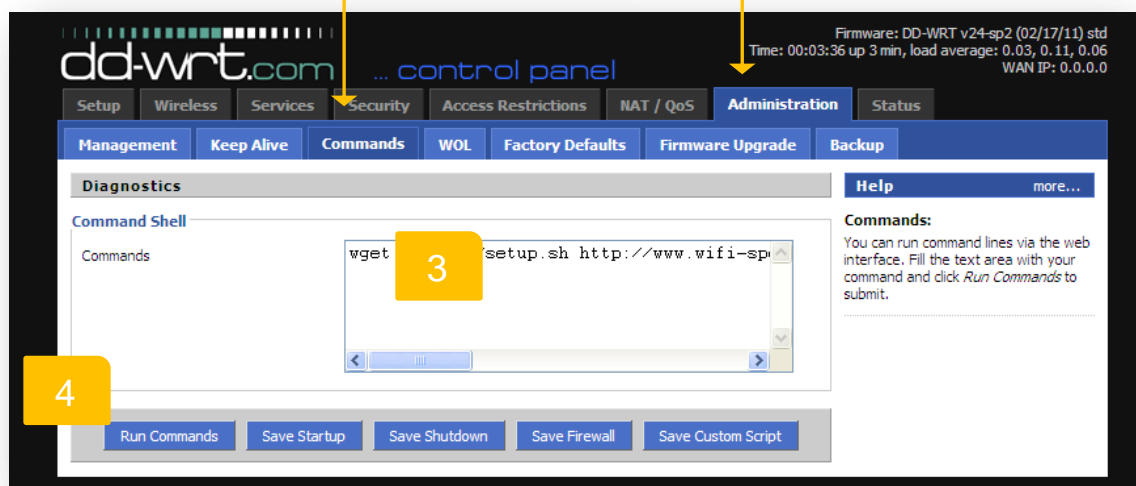 Firmware: DD-WRT v24-sp2 (02/17/11) std
Time: 00:03:36 up 3 min, load average: 0.03, 0.11, 0.06
WAN IP: 0.0.0.0
dd-wrt.com ... control panel
Setup Wireless Services Security Access Restrictions NAT / QoS Administration Status
Management Keep Alive Commands WOL Factory Defaults Firmware Upgrade Backup
Diagnostics
Help more...
Command Shell
Commands
wget /setup.sh http://www.wifi-sp
3
Commands:
You can run command lines via the web
interface. Fill the text area with your
command and click Run Commands to
submit.
4
Run Commands Save Startup Save Shutdown Save Firewall Save Custom Script